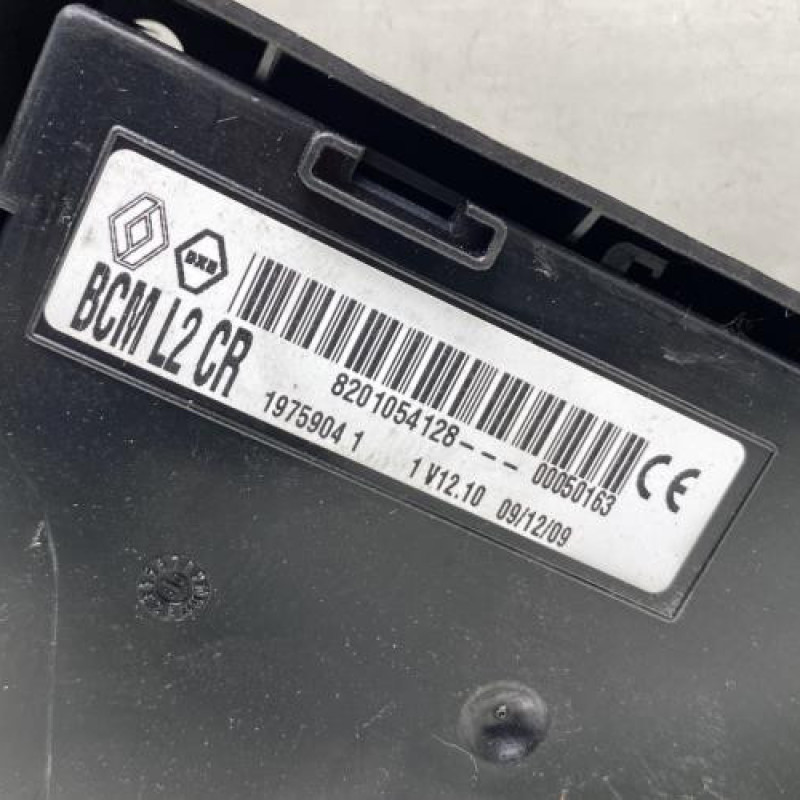 BCM L2 CR
8201054128---00050163
1975904 1 1 V12.10 09/12/09
CE